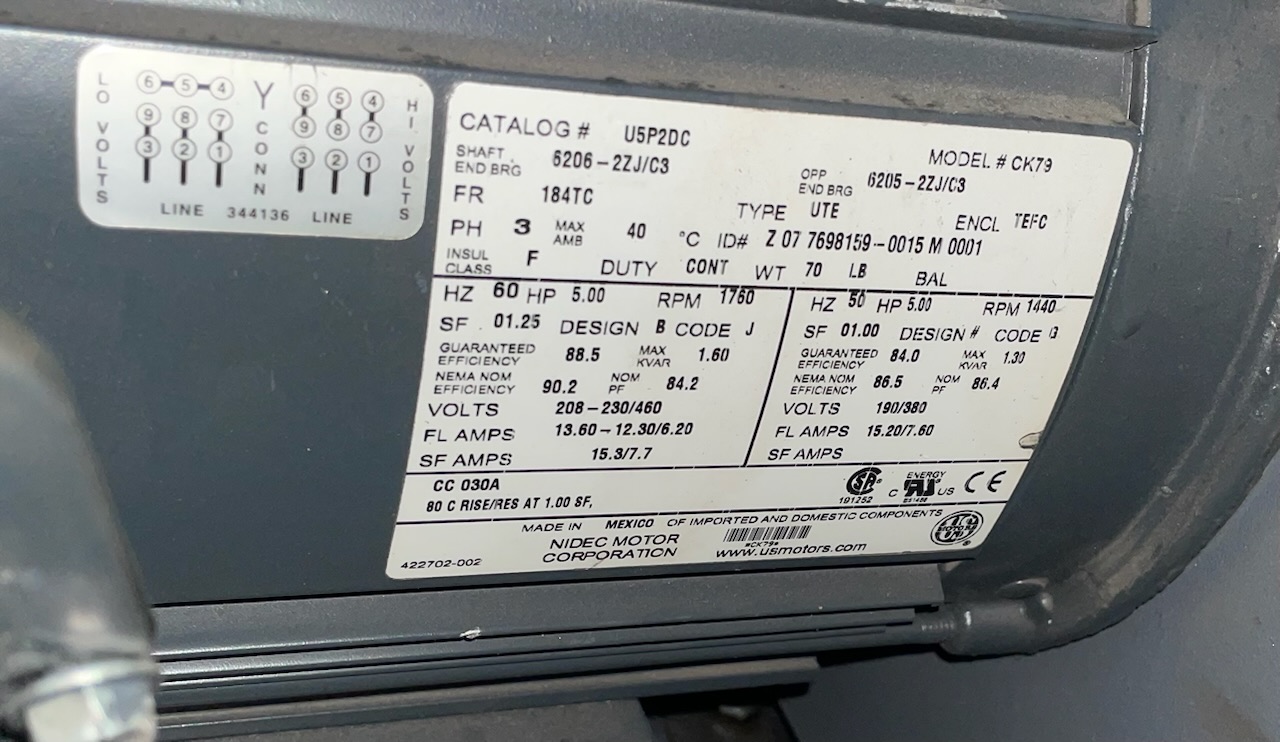 LO VOLTS
6 5 4
9 8 7
3 2 1
Y CONN
6 5 4
9 8 7
3 2 1
HI. VOLTS
LINE 344136 LINE
CATALOG # U5P2DC MODEL # CK79
SHAFT END BRG 6206-2ZJ/C3 OPP END BRG 6205-2ZJ/C3
FR 184TC TYPE UTE ENCL TEFC
PH 3 MAX AMB 40 °C ID# Z 07 7698159-0015 M 0001
INSUL CLASS F DUTY CONT WT 70 LB BAL
HZ 60 HP 5.00 RPM 1760
SF 01.25 DESIGN B CODE J
GUARANTEED EFFICIENCY 88.5 MAX KVAR 1.60
NEMA NOM EFFICIENCY 90.2 NOM PF 84.2
VOLTS 208-230/460
FL AMPS 13.60-12.30/6.20
SF AMPS 15.3/7.7
HZ 50 HP 5.00 RPM 1440
SF 01.00 DESIGN # CODE
GUARANTEED EFFICIENCY 84.0 MAX KVAR 1.30
NEMA NOM EFFICIENCY 86.5 NOM PF 86.4
VOLTS 190/380
FL AMPS 15.20/7.60
SF AMPS
CC 030A
80 C RISE/RES AT 1.00 SF,
191252
ENERGY
C US
CE
MADE IN MEXICO OF IMPORTED AND DOMESTIC COMPONENTS
NIDEC MOTOR CORPORATION
*CK79*
www.usmotors.com
MOTORS
422702-002